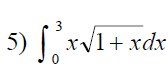 5) ∫₀³ x√(1+x)dx